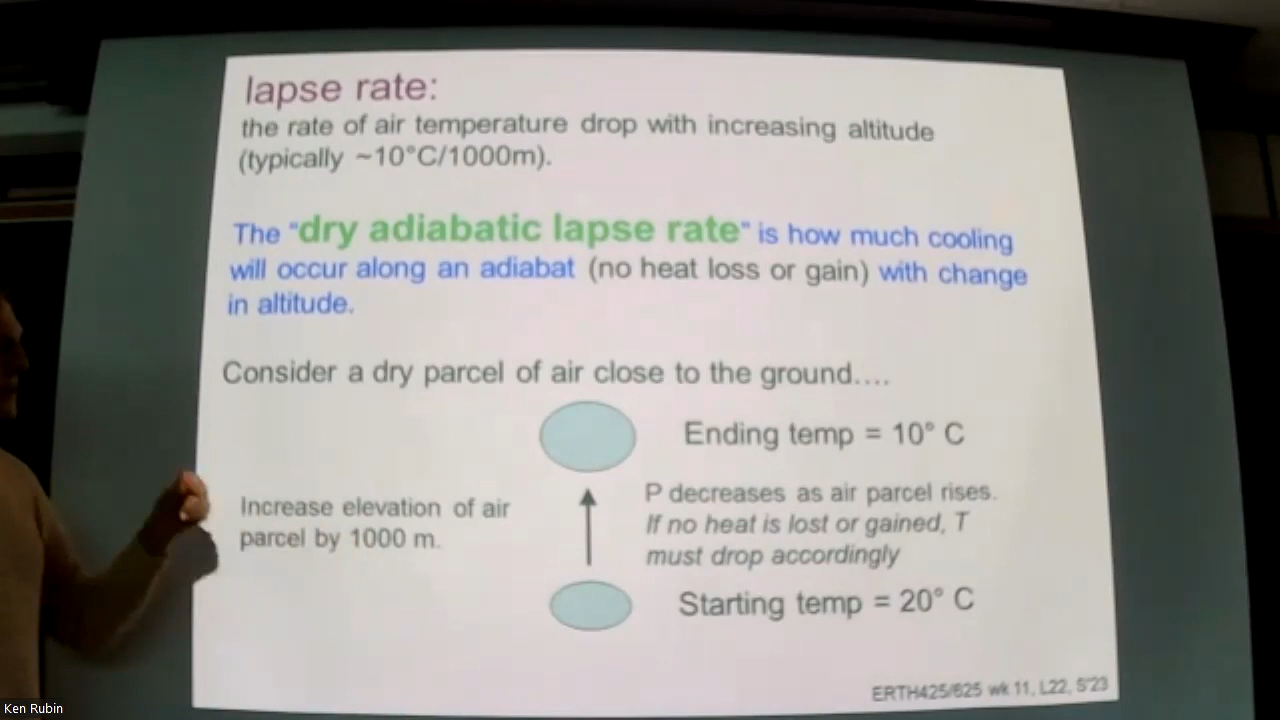 lapse rate:
the rate of air temperature drop with increasing altitude
(typically ~10°C/1000m).
The "dry adiabatic lapse rate" is how much cooling
will occur along an adiabat (no heat loss or gain) with change
in altitude.
Consider a dry parcel of air close to the ground....
Ending temp = 10° C
Increase elevation of air
parcel by 1000 m.
P decreases as air parcel rises.
If no heat is lost or gained, T
must drop accordingly
Starting temp = 20° C
ERTH425/625 wk 11, L22, S'23
Ken Rubin